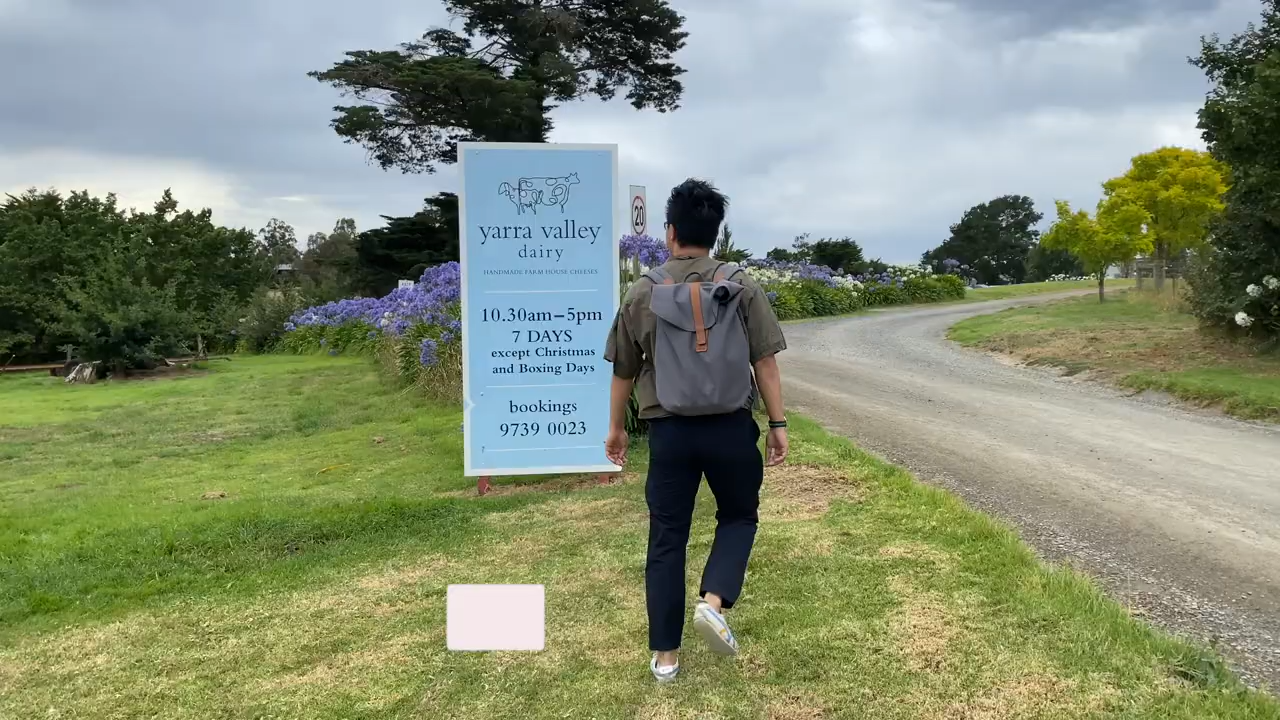 yarra valley
dairy
HANDMADE FARM HOUSE CHEESES
10.30am–5pm
7 DAYS
except Christmas
and Boxing Days
bookings
9739 0023
20